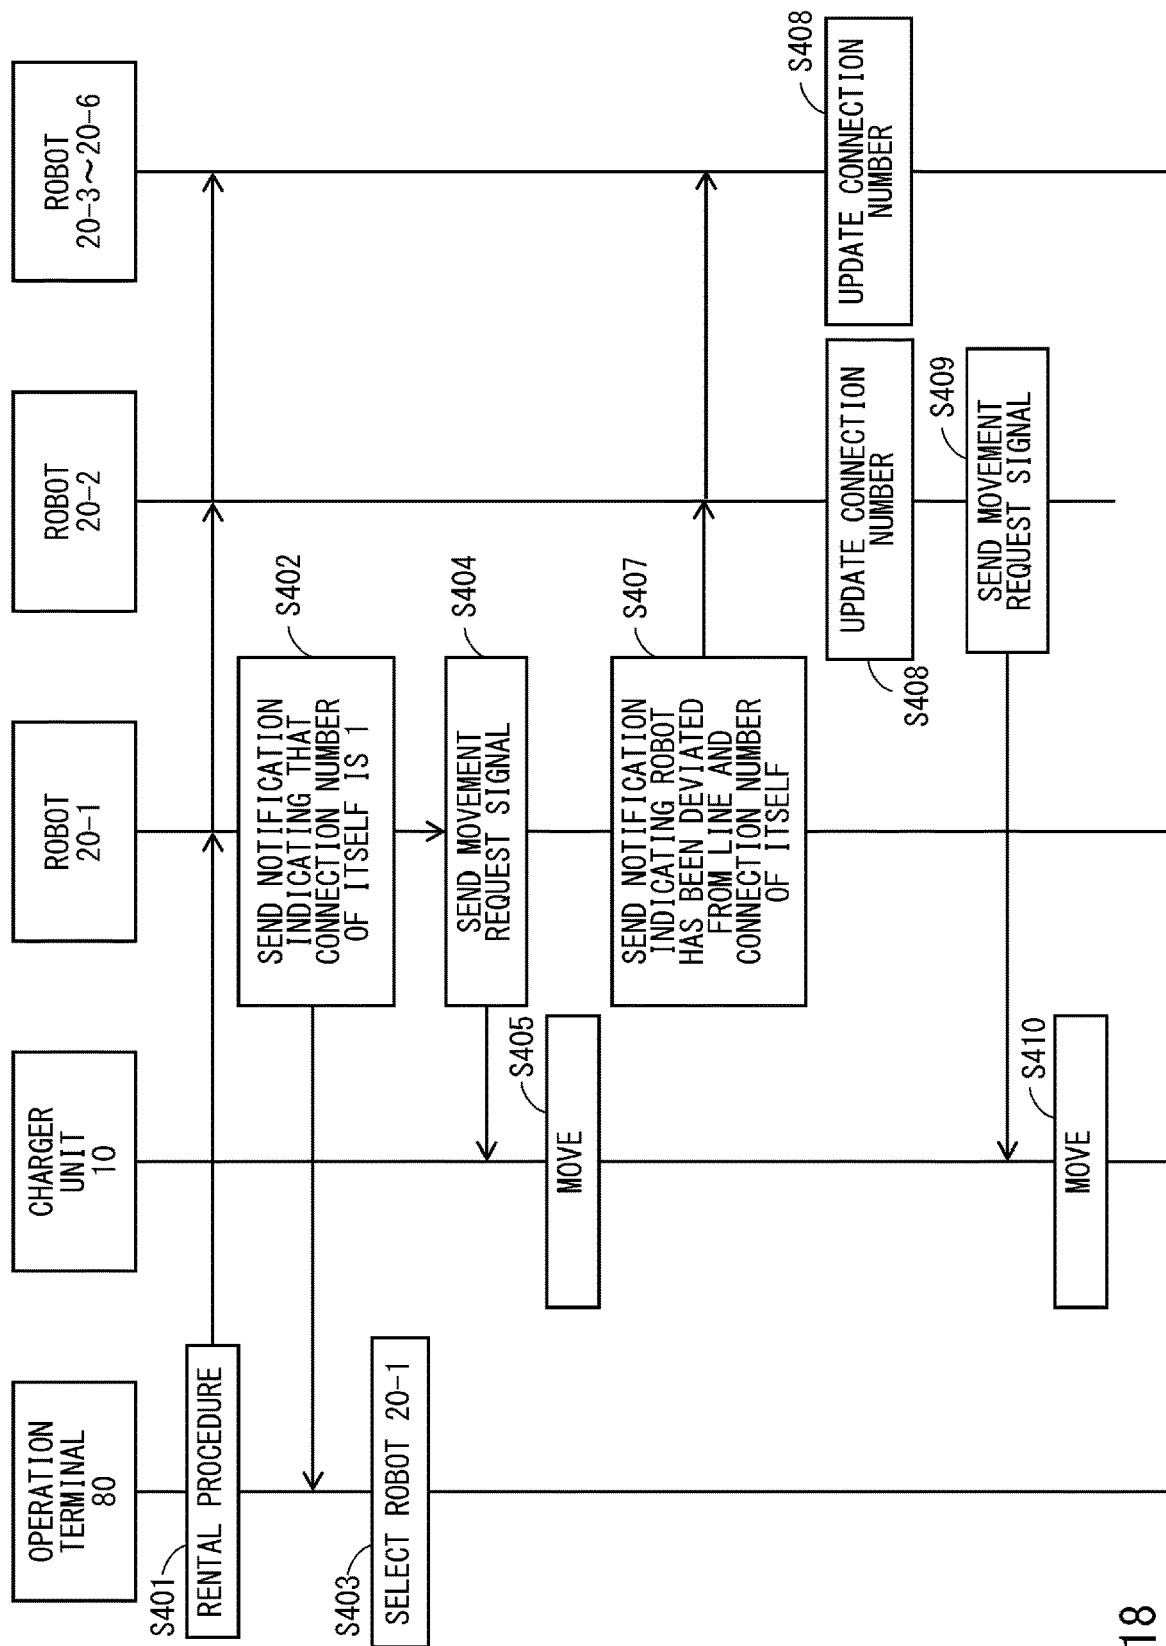 OPERATION
TERMINAL
80
CHARGER
UNIT
10
ROBOT
20-1
ROBOT
20-2
ROBOT
20-3~20-6
S401
RENTAL PROCEDURE
SEND NOTIFICATION
INDICATING THAT
CONNECTION NUMBER
OF ITSELF IS 1
S402
S403
SELECT ROBOT 20-1
SEND MOVEMENT
REQUEST SIGNAL
S404
MOVE
S405
SEND NOTIFICATION
INDICATING ROBOT
HAS BEEN DEVIATED
FROM LINE AND
CONNECTION NUMBER
OF ITSELF
S407
S408
UPDATE CONNECTION
NUMBER
UPDATE CONNECTION
NUMBER
S408
SEND MOVEMENT
REQUEST SIGNAL
S409
MOVE
S410
18